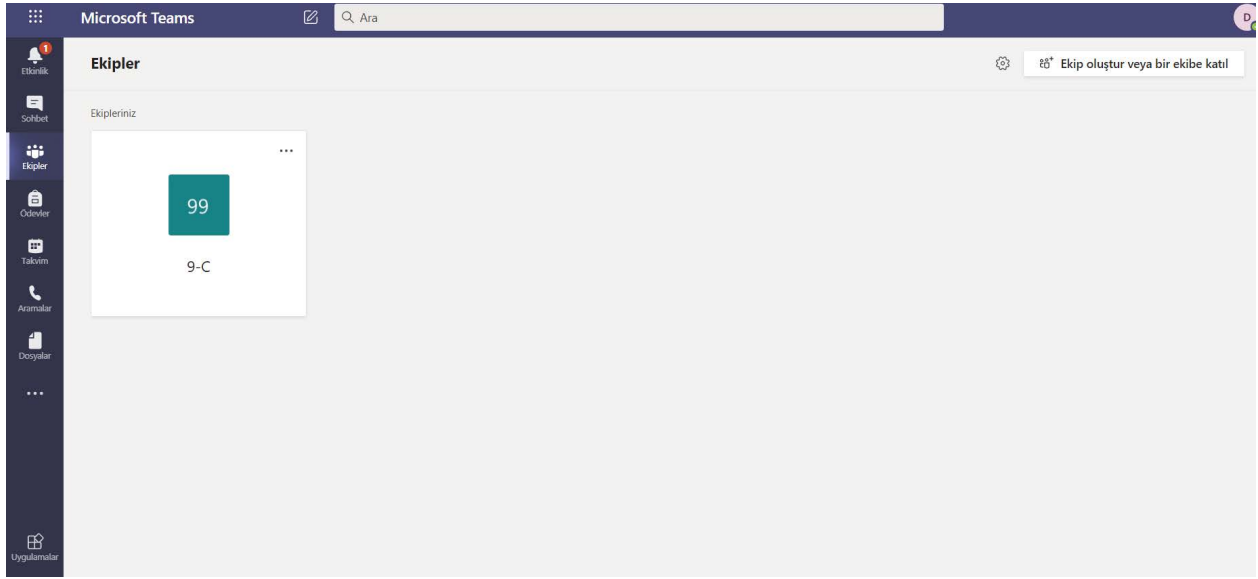 Microsoft Teams
Ara
D
1
Etkinlik
Sohbet
Ekipler
Ödevler
Takvim
Aramalar
Dosyalar
Uygulamalar
Ekipler
Ekip oluştur veya bir ekibe katıl
Ekipleriniz
99
9-C